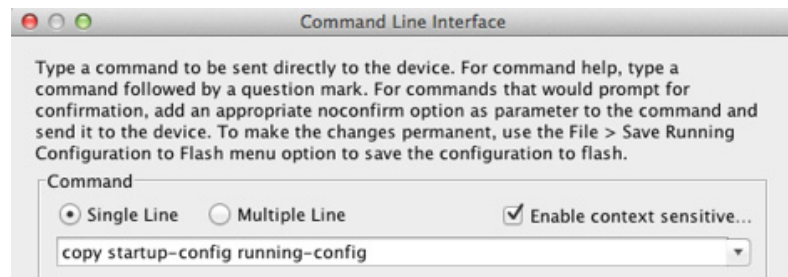 Command Line Interface
Type a command to be sent directly to the device. For command help, type a
command followed by a question mark. For commands that would prompt for
confirmation, add an appropriate noconfirm option as parameter to the command and
send it to the device. To make the changes permanent, use the File > Save Running
Configuration to Flash menu option to save the configuration to flash.
Command
Single Line Multiple Line Enable context sensitive...
copy startup-config running-config